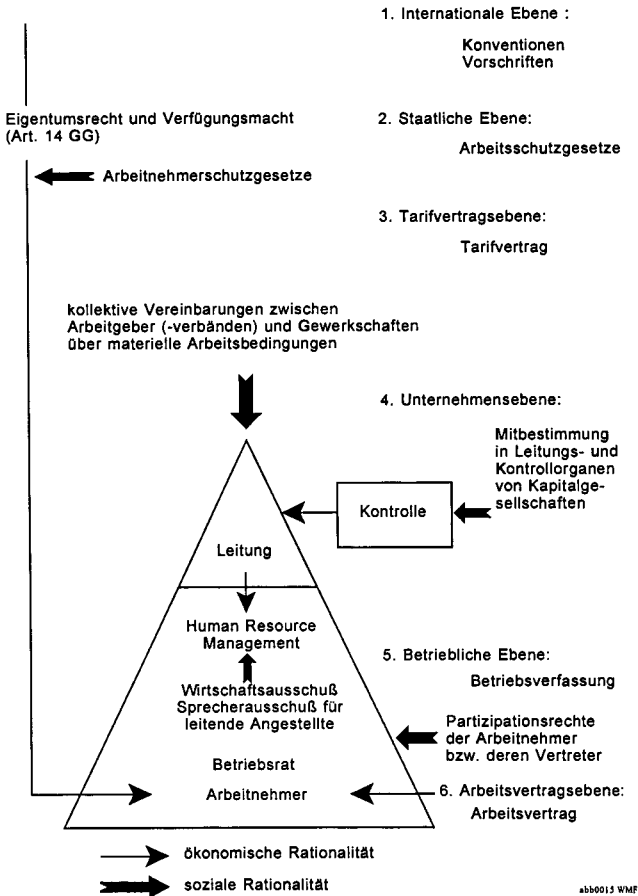 1. Internationale Ebene :
Konventionen
Vorschriften
Eigentumsrecht und Verfügungsmacht
(Art. 14 GG)
2. Staatliche Ebene:
Arbeitsschutzgesetze
Arbeitnehmerschutzgesetze
3. Tarifvertragsebene:
Tarifvertrag
kollektive Vereinbarungen zwischen
Arbeitgeber (-verbänden) und Gewerkschaften
über materielle Arbeitsbedingungen
4. Unternehmensebene:
Mitbestimmung
in Leitungs- und
Kontrollorganen
von Kapitalge-
sellschaften
Kontrolle
Leitung
Human Resource
Management
5. Betriebliche Ebene:
Betriebsverfassung
Wirtschaftsausschuß
Sprecherausschuß für
leitende Angestellte
Partizipationsrechte
der Arbeitnehmer
bzw. deren Vertreter
Betriebsrat
Arbeitnehmer
6. Arbeitsvertragsebene:
Arbeitsvertrag
ökonomische Rationalität
soziale Rationalität
abb0015 WMF